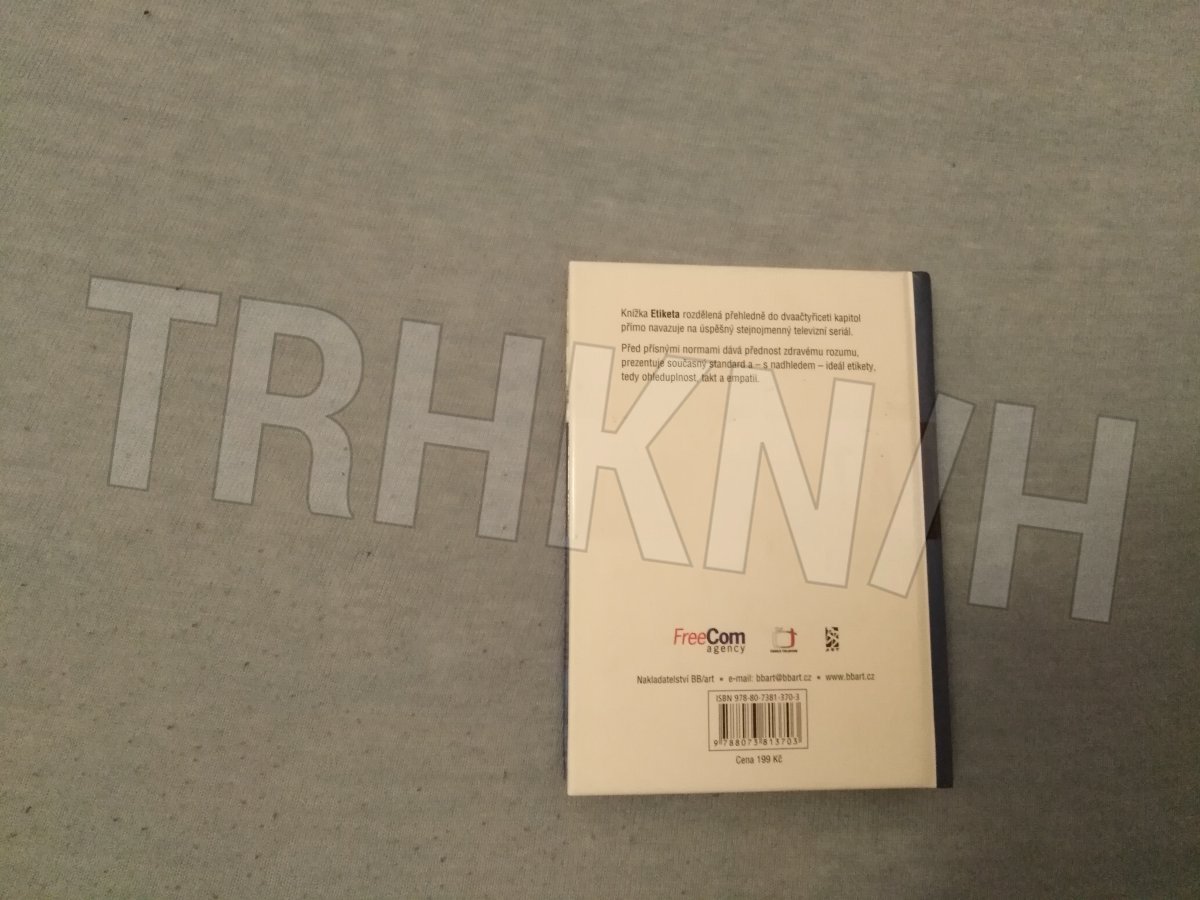 Knížka Etiketa rozdělená přehledně do dvaačtyřiceti kapitol
přímo navazuje na úspěšný stejnojmenný televizní seriál.
Před přísnými normami dává přednost zdravému rozumu,
prezentuje současný standard a – s nadhledem – ideál etikety,
tedy ohleduplnost, takt a empatii.
TRHKN/H
FreeCom
agency
Nakladatelství BB/art • e-mail: bbart@bbart.cz • www.bbart.cz
ISBN 978-80-7381-370-3
9 788073 813703
Cena 199 Kč